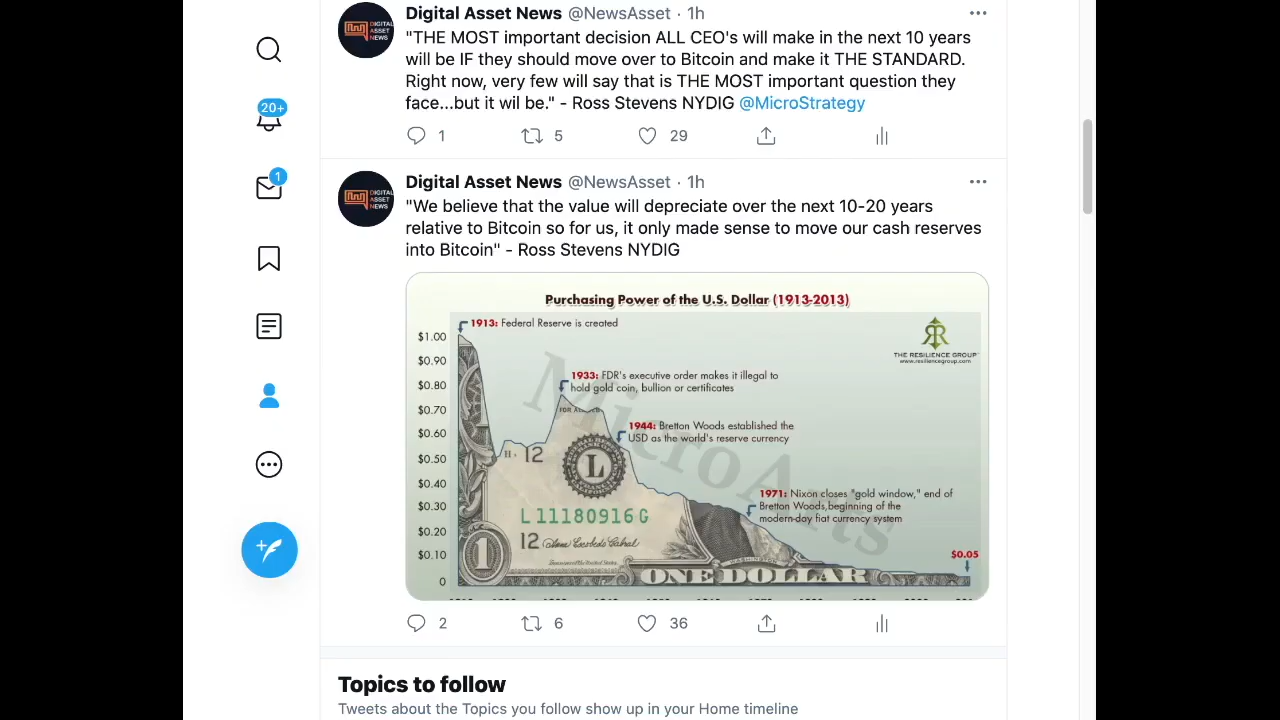 Digital Asset News @NewsAsset · 1h
"THE MOST important decision ALL CEO's will make in the next 10 years
will be IF they should move over to Bitcoin and make it THE STANDARD.
Right now, very few will say that is THE MOST important question they
face...but it wil be." - Ross Stevens NYDIG @MicroStrategy
1 5 29
20+
1
Digital Asset News @NewsAsset · 1h
"We believe that the value will depreciate over the next 10-20 years
relative to Bitcoin so for us, it only made sense to move our cash reserves
into Bitcoin" - Ross Stevens NYDIG
Purchasing Power of the U.S. Dollar (1913-2013)
1913: Federal Reserve is created
THE RESILIENCE GROUP
www.resiliencegroup.com
$1.00
$0.90
$0.80
$0.70
$0.60
$0.50
$0.40
$0.30
$0.20
$0.10
0
1933: FDR's executive order makes it illegal to
hold gold coin, bullion or certificates
1944: Bretton Woods established the
USD as the world's reserve currency
1971: Nixon closes "gold window," end of
Bretton Woods,beginning of the
modern-day fiat currency system
$0.05
MicroArts
H 12
L
L 11180916 G
12
1
WASHINGTON
ONE DOLLAR
2 6 36
Topics to follow
Tweets about the Topics you follow show up in your Home timeline